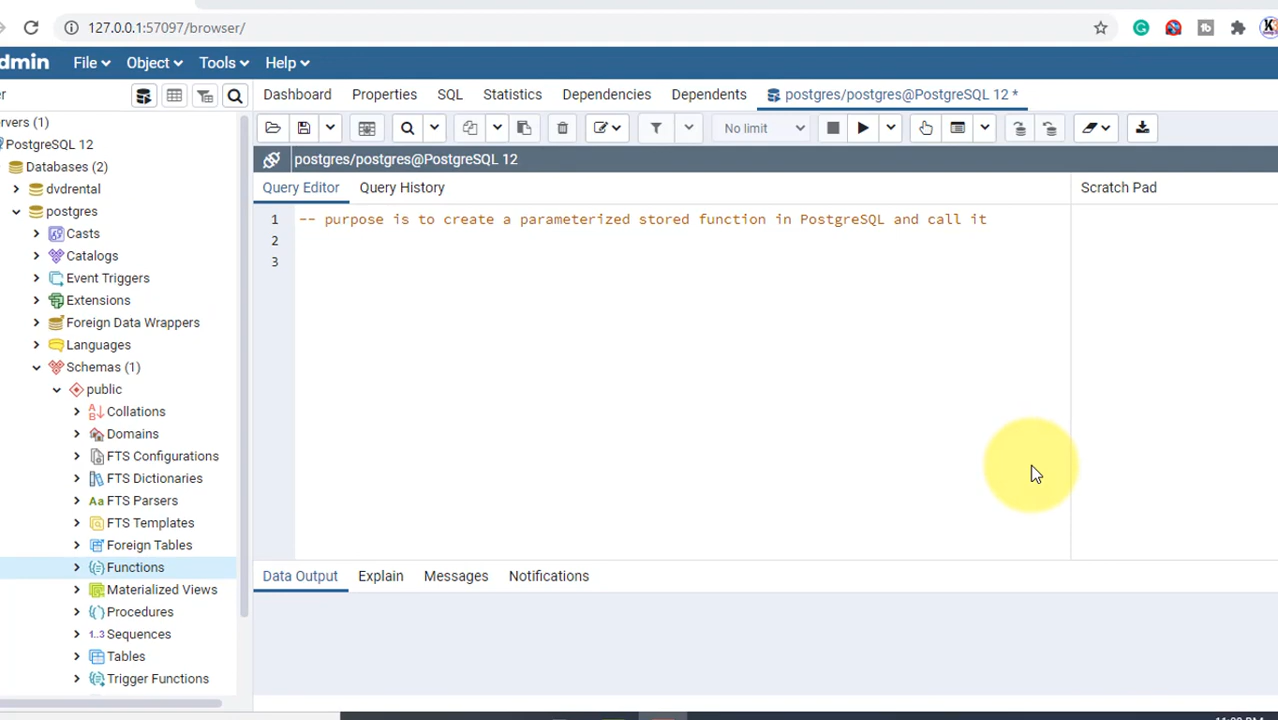 127.0.0.1:57097/browser/
dmin File Object Tools Help
er
Dashboard Properties SQL Statistics Dependencies Dependents postgres/postgres@PostgreSQL 12 *
ervers (1)
PostgreSQL 12
Databases (2)
dvdrental
postgres
Casts
Catalogs
Event Triggers
Extensions
Foreign Data Wrappers
Languages
Schemas (1)
public
Collations
Domains
FTS Configurations
FTS Dictionaries
FTS Parsers
FTS Templates
Foreign Tables
Functions
Materialized Views
Procedures
1..3 Sequences
Tables
Trigger Functions
No limit
postgres/postgres@PostgreSQL 12
Query Editor Query History
Scratch Pad
1 -- purpose is to create a parameterized stored function in PostgreSQL and call it
2
3
Data Output Explain Messages Notifications